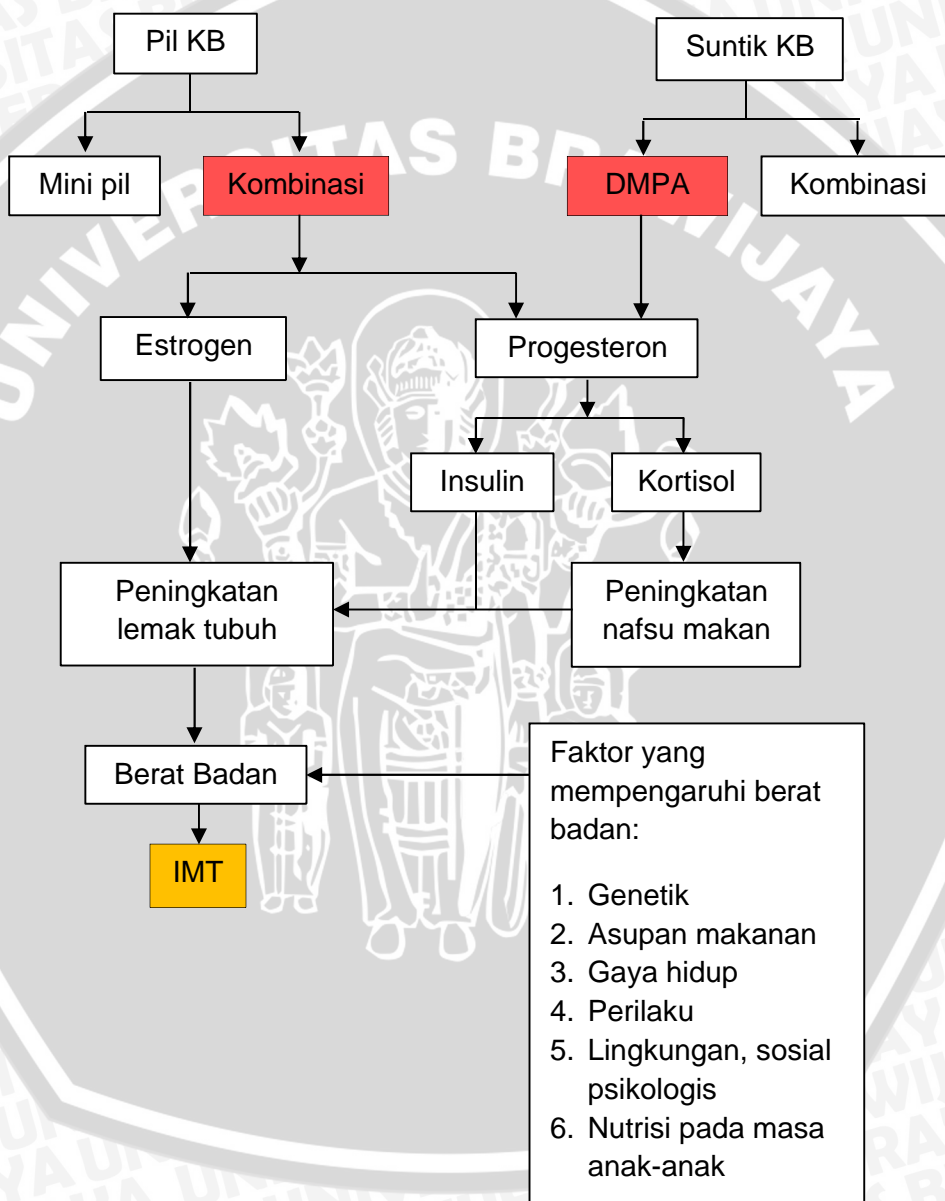 Pil KB
Suntik KB
Mini pil
Kombinasi
DMPA
Kombinasi
Estrogen
Progesteron
Insulin
Kortisol
Peningkatan
lemak tubuh
Peningkatan
nafsu makan
Berat Badan
IMT
Faktor yang
mempengaruhi berat
badan:
1. Genetik
2. Asupan makanan
3. Gaya hidup
4. Perilaku
5. Lingkungan, sosial
psikologis
6. Nutrisi pada masa
anak-anak
UNIVERSITAS BRAWIJAYA